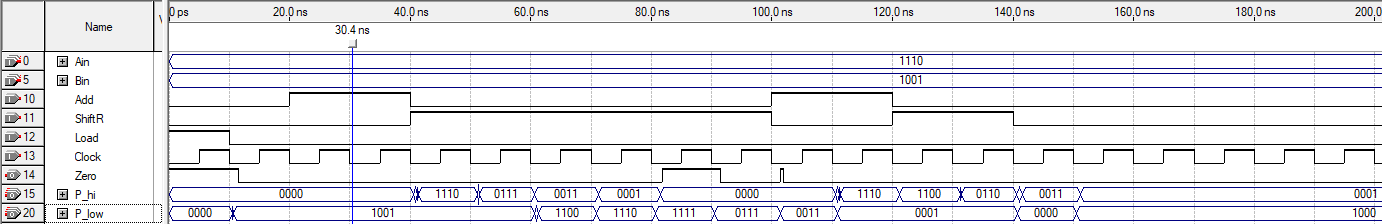 Name V 0 ps 20.0 ns 40.0 ns 60.0 ns 80.0 ns 100.0 ns 120.0 ns 140.0 ns 160.0 ns 180.0 ns 200.0
30.4 ns
0 Ain 1110
5 Bin 1001
10 Add
11 ShiftR
12 Load
13 Clock
14 Zero
15 P_hi 0000 1110 0111 0011 0001 0000 1110 1100 0110 0011 0001
20 P_low 0000 1001 1100 1110 1111 0111 0011 0001 0000 1000